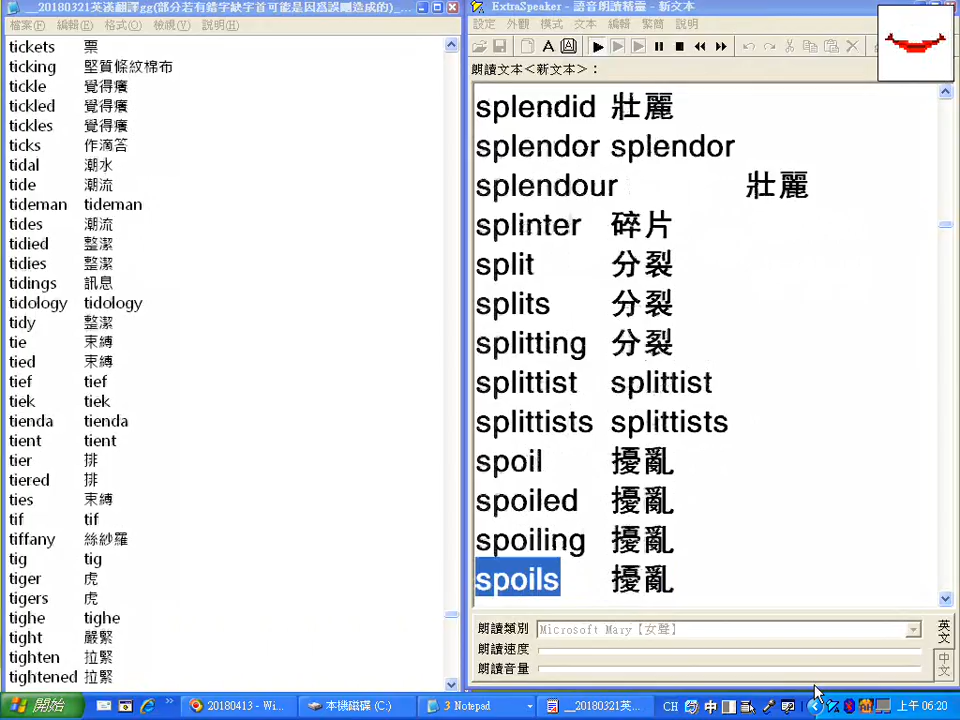 __20180321英漢翻譯gg(部分若有錯字缺字首可能是因爲誤刪造成的)_...
檔案(F) 編輯(E) 格式(O) 檢視(V) 說明(H)
tickets 票
ticking 堅質條紋棉布
tickle 覺得癢
tickled 覺得癢
tickles 覺得癢
ticks 作滴答
tidal 潮水
tide 潮流
tideman tideman
tides 潮流
tidied 整潔
tidies 整潔
tidings 訊息
tidology tidology
tidy 整潔
tie 束縛
tied 束縛
tief tief
tiek tiek
tienda tienda
tient tient
tier 排
tiered 排
ties 束縛
tif tif
tiffany 絲紗羅
tig tig
tiger 虎
tigers 虎
tighe tighe
tight 嚴緊
tighten 拉緊
tightened 拉緊
ExtraSpeaker - 語音朗讀精靈 - 新文本
設定 外觀 模式 文本 編輯 繁簡 說明
朗讀文本<新文本>：
splendid 壯麗
splendor splendor
splendour 壯麗
splinter 碎片
split 分裂
splits 分裂
splitting 分裂
splittist splittist
splittists splittists
spoil 擾亂
spoiled 擾亂
spoiling 擾亂
spoils 擾亂
朗讀類別 Microsoft Mary【女聲】
朗讀速度
朗讀音量
英文
中文
開始 20180413 - Wi... 本機磁碟 (C:) 3 Notepad __20180321英... CH 中 上午 06:20